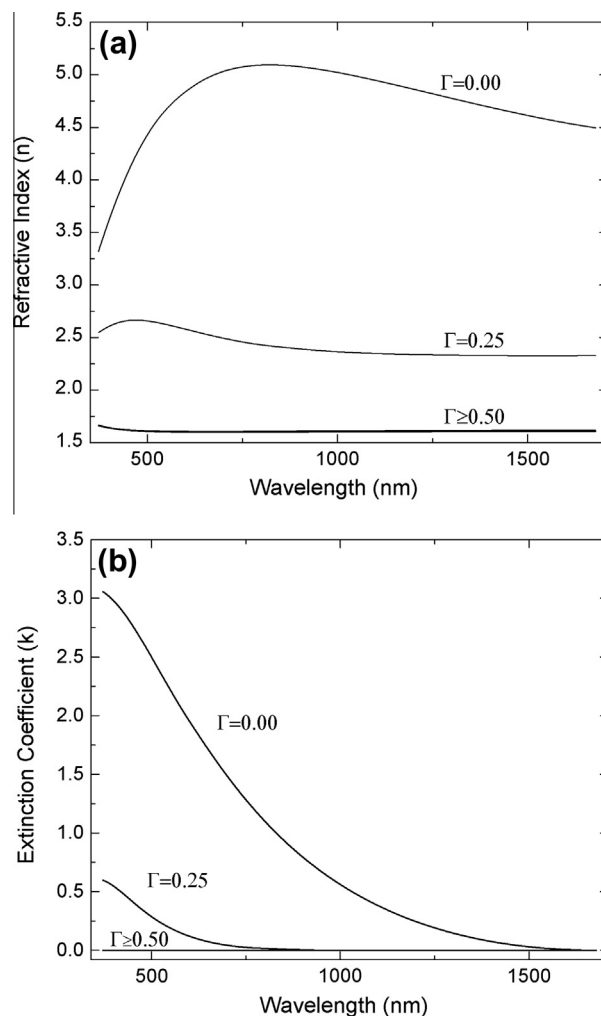 (a)
5.5
5.0
4.5
4.0
3.5
3.0
2.5
2.0
1.5
Refractive Index (n)
Γ=0.00
Γ=0.25
Γ≥0.50
500
1000
1500
Wavelength (nm)
(b)
3.5
3.0
2.5
2.0
1.5
1.0
0.5
0.0
Extinction Coefficient (k)
Γ=0.00
Γ=0.25
Γ≥0.50
500
1000
1500
Wavelength (nm)